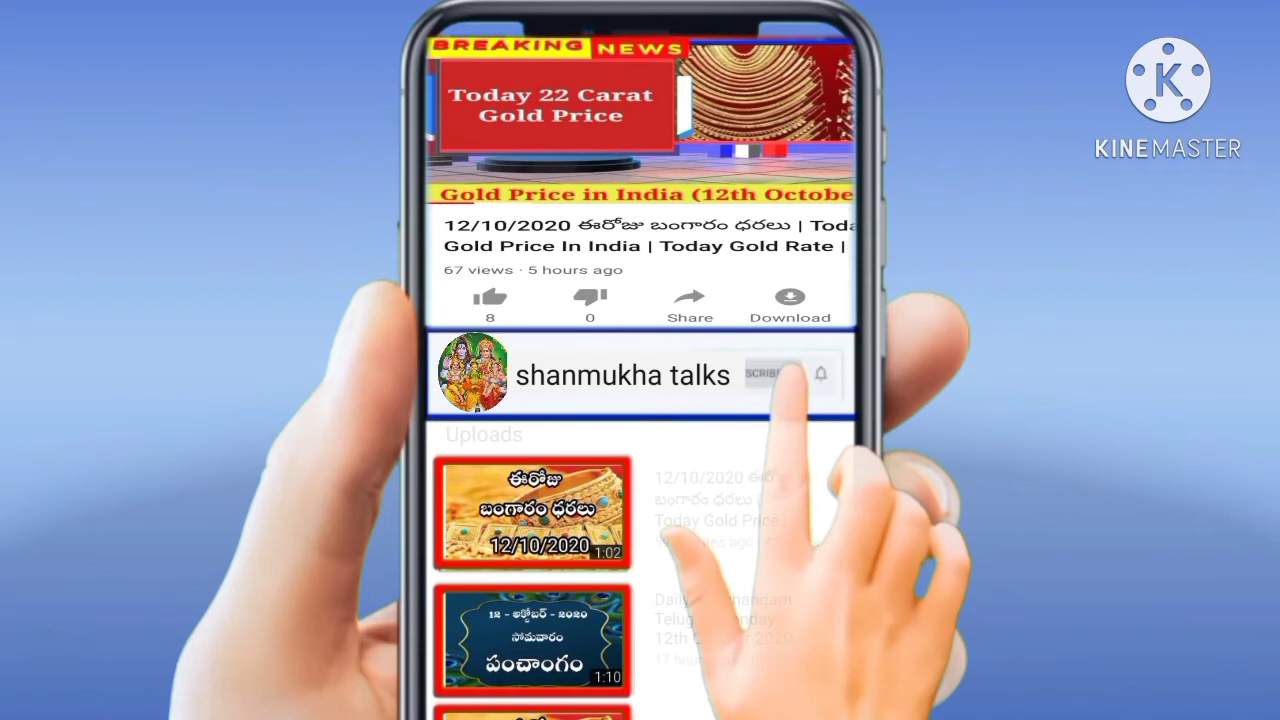 BREAKING NEWS
Today 22 Carat
Gold Price
Gold Price in India (12th Octobe
12/10/2020 ఈరోజు బంగారం ధరలు | Toda
Gold Price In India | Today Gold Rate |
67 views · 5 hours ago
8
0
Share
Download
shanmukha talks
SCRIB
Uploads
ఈరోజు
బంగారం ధరలు
12/10/2020
1:02
12/10/2020
బంగారం ధరలు |
Today Gold Price
ago
12 - అక్టోబర్ - 2020
సోమవారం
పంచాంగం
1:10
Daily
12th
17
KINEMASTER